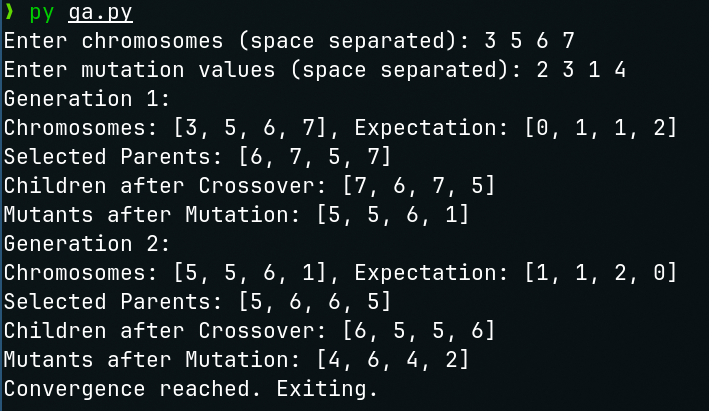 ❯ py ga.py
Enter chromosomes (space separated): 3 5 6 7
Enter mutation values (space separated): 2 3 1 4
Generation 1:
Chromosomes: [3, 5, 6, 7], Expectation: [0, 1, 1, 2]
Selected Parents: [6, 7, 5, 7]
Children after Crossover: [7, 6, 7, 5]
Mutants after Mutation: [5, 5, 6, 1]
Generation 2:
Chromosomes: [5, 5, 6, 1], Expectation: [1, 1, 2, 0]
Selected Parents: [5, 6, 6, 5]
Children after Crossover: [6, 5, 5, 6]
Mutants after Mutation: [4, 6, 4, 2]
Convergence reached. Exiting.